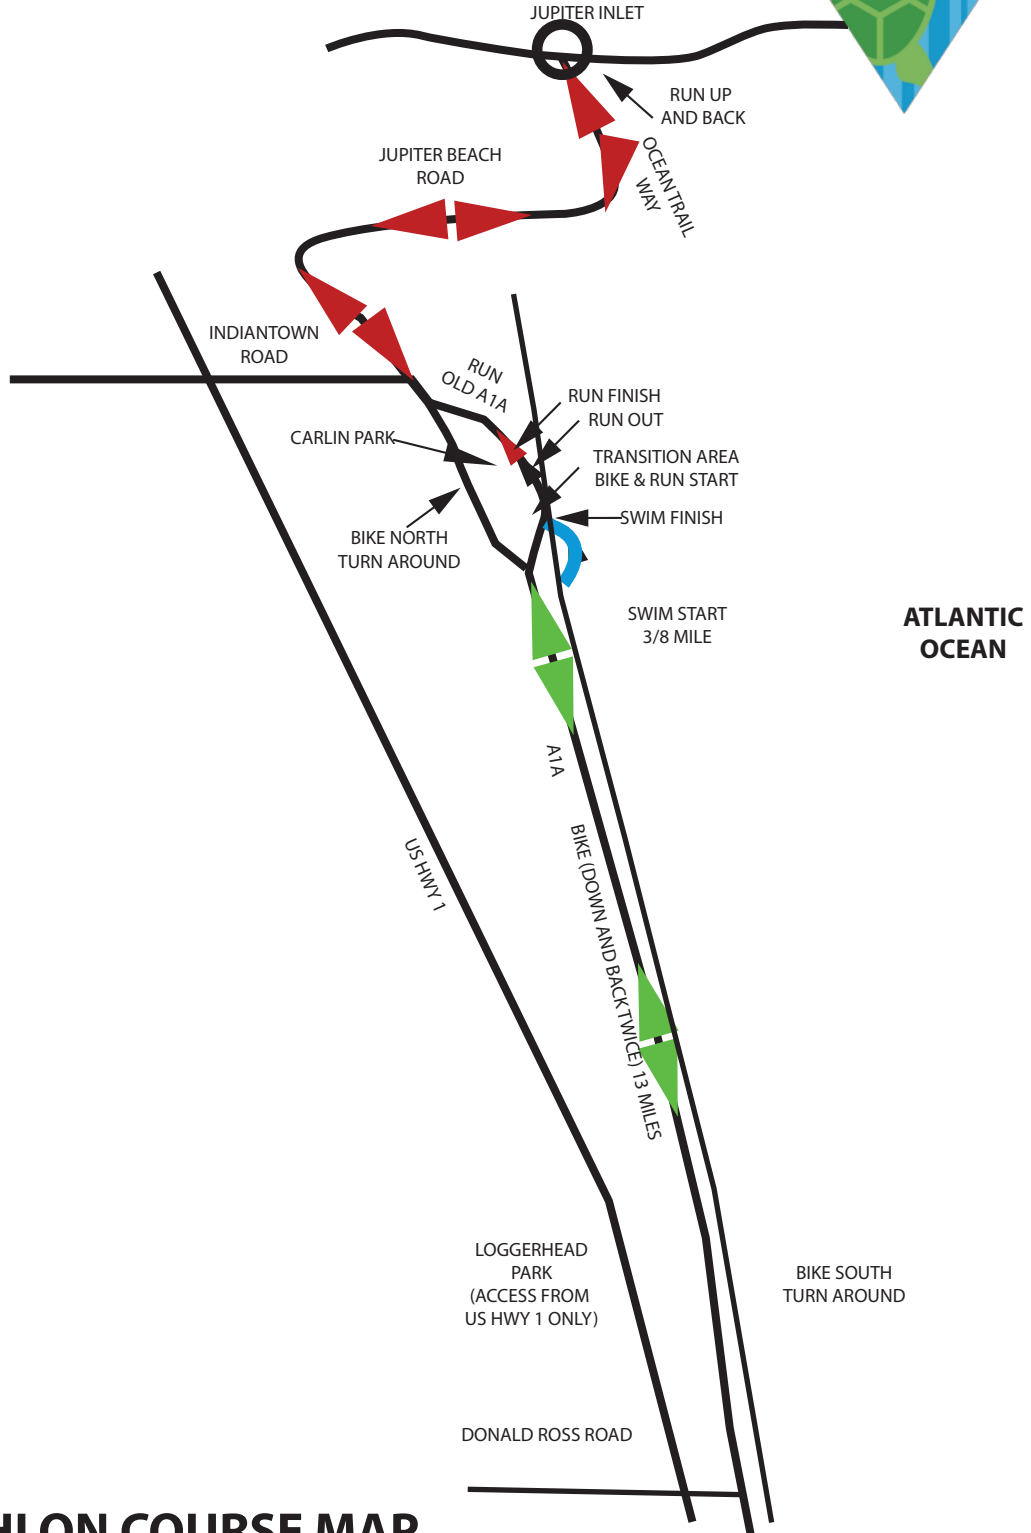 JUPITER INLET
RUN UP
AND BACK
OCEAN TRAIL
WAY
JUPITER BEACH
ROAD
INDIANTOWN
ROAD
RUN
OLD A1A
RUN FINISH
RUN OUT
CARLIN PARK
TRANSITION AREA
BIKE & RUN START
SWIM FINISH
BIKE NORTH
TURN AROUND
SWIM START
3/8 MILE
ATLANTIC
OCEAN
A1A
BIKE (DOWN AND BACK TWICE) 13 MILES
US HWY 1
LOGGERHEAD
PARK
(ACCESS FROM
US HWY 1 ONLY)
BIKE SOUTH
TURN AROUND
DONALD ROSS ROAD
HLON COURSE MAP